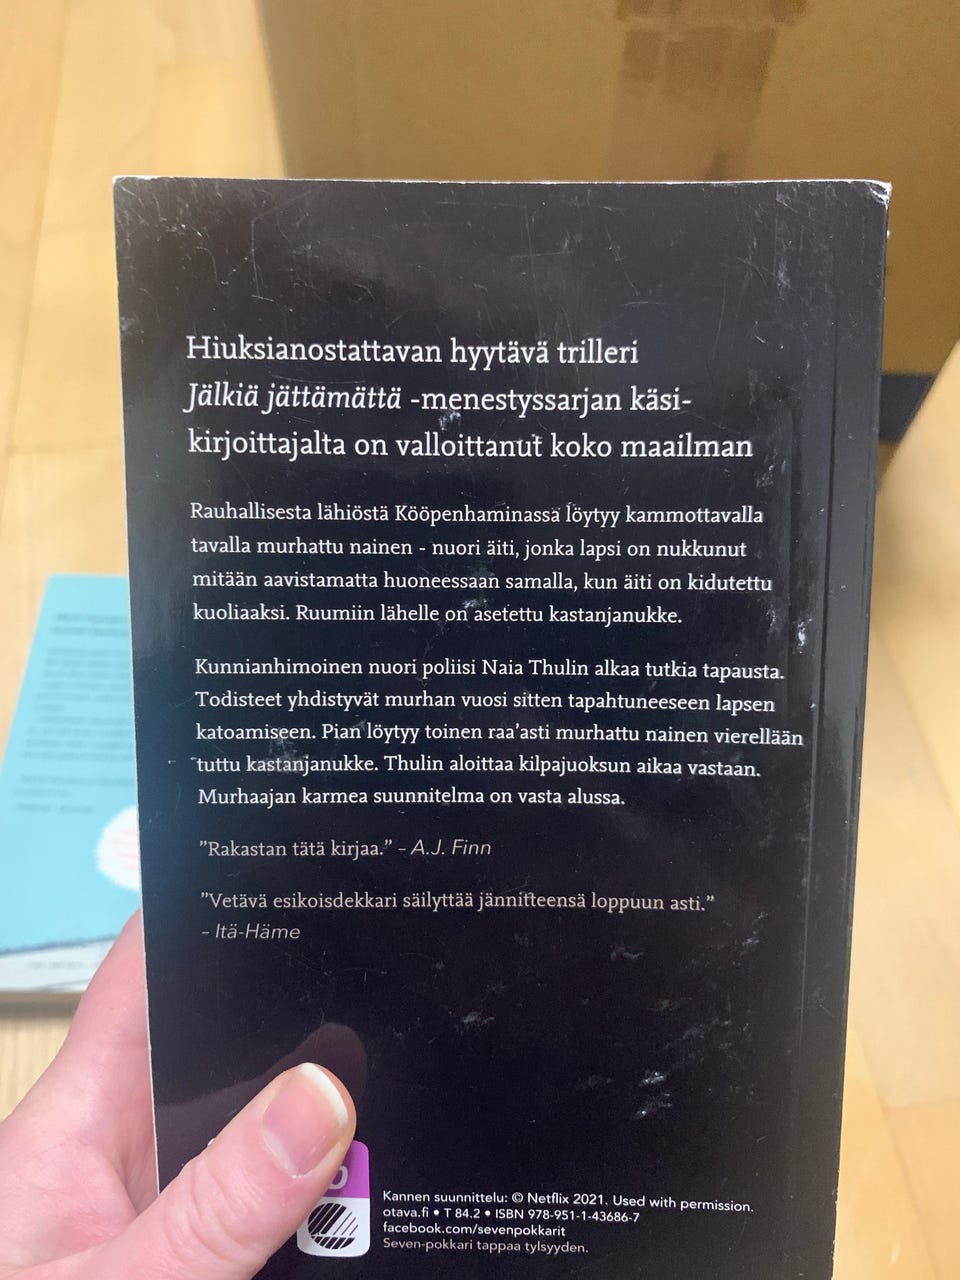 Hiuksianostattavan hyytävä trilleri
Jälkiä jättämättä -menestyssarjan käsi-
kirjoittajalta on valloittanut koko maailman
Rauhallisesta lähiöstä Kööpenhaminassa löytyy kammottavalla
tavalla murhattu nainen - nuori äiti, jonka lapsi on nukkunut
mitään aavistamatta huoneessaan samalla, kun äiti on kidutettu
kuoliaaksi. Ruumiin lähelle on asetettu kastanjanukke.
Kunnianhimoinen nuori poliisi Naia Thulin alkaa tutkia tapausta.
Todisteet yhdistyvät murhan vuosi sitten tapahtuneeseen lapsen
katoamiseen. Pian löytyy toinen raa'asti murhattu nainen vierellään
tuttu kastanjanukke. Thulin aloittaa kilpajuoksun aikaa vastaan.
Murhaajan karmea suunnitelma on vasta alussa.
”Rakastan tätä kirjaa.” – A.J. Finn
”Vetävä esikoisdekkari säilyttää jännitteensä loppuun asti.”
– Itä-Häme
Kannen suunnittelu: © Netflix 2021. Used with permission.
otava.fi • T 84.2 • ISBN 978-951-1-43686-7
facebook.com/sevenpokkarit
Seven-pokkari tappaa tylsyyden.